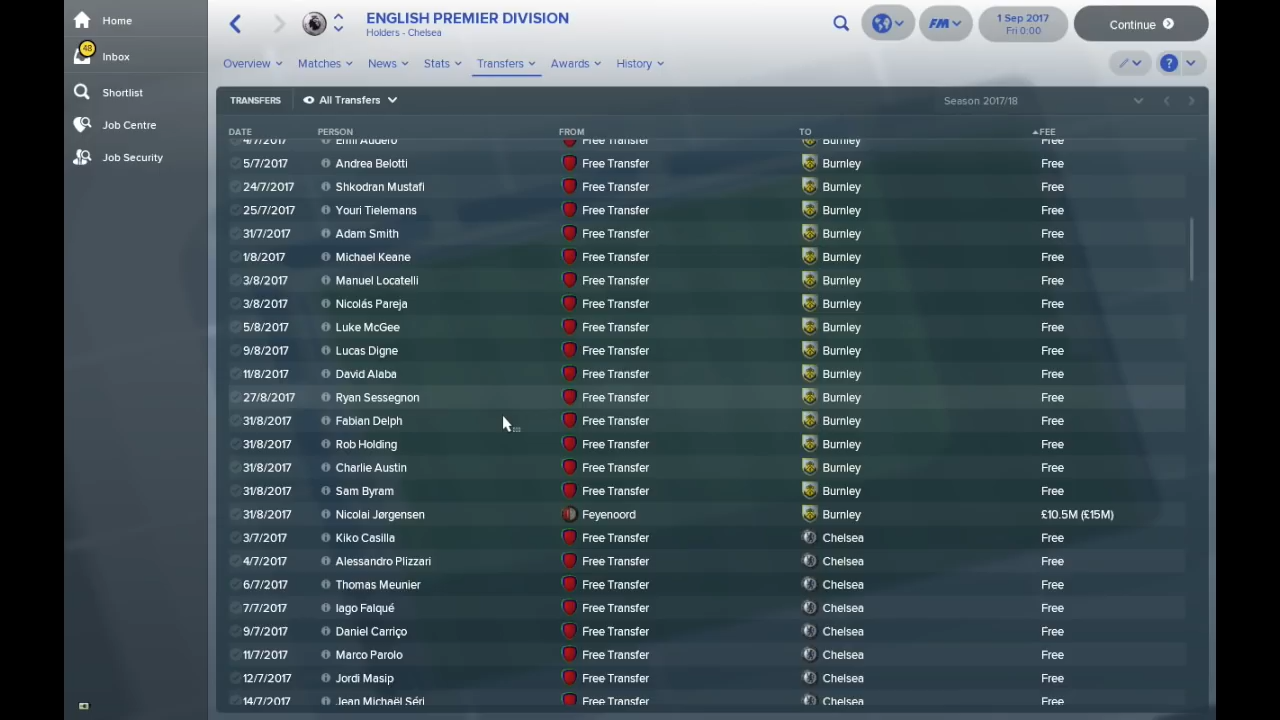 Home
48
Inbox
Shortlist
Job Centre
Job Security
ENGLISH PREMIER DIVISION
Holders - Chelsea
FM
1 Sep 2017
Fri 0:00
Continue
Overview Matches News Stats Transfers Awards History
?
TRANSFERS All Transfers Season 2017/18
DATE PERSON FROM TO FEE
4/7/2017 Emil Audero Free Transfer Burnley Free
5/7/2017 Andrea Belotti Free Transfer Burnley Free
24/7/2017 Shkodran Mustafi Free Transfer Burnley Free
25/7/2017 Youri Tielemans Free Transfer Burnley Free
31/7/2017 Adam Smith Free Transfer Burnley Free
1/8/2017 Michael Keane Free Transfer Burnley Free
3/8/2017 Manuel Locatelli Free Transfer Burnley Free
3/8/2017 Nicolás Pareja Free Transfer Burnley Free
5/8/2017 Luke McGee Free Transfer Burnley Free
9/8/2017 Lucas Digne Free Transfer Burnley Free
11/8/2017 David Alaba Free Transfer Burnley Free
27/8/2017 Ryan Sessegnon Free Transfer Burnley Free
31/8/2017 Fabian Delph Free Transfer Burnley Free
31/8/2017 Rob Holding Free Transfer Burnley Free
31/8/2017 Charlie Austin Free Transfer Burnley Free
31/8/2017 Sam Byram Free Transfer Burnley Free
31/8/2017 Nicolai Jørgensen Feyenoord Burnley £10.5M (£15M)
3/7/2017 Kiko Casilla Free Transfer Chelsea Free
4/7/2017 Alessandro Plizzari Free Transfer Chelsea Free
6/7/2017 Thomas Meunier Free Transfer Chelsea Free
7/7/2017 Iago Falqué Free Transfer Chelsea Free
9/7/2017 Daniel Carriço Free Transfer Chelsea Free
11/7/2017 Marco Parolo Free Transfer Chelsea Free
12/7/2017 Jordi Masip Free Transfer Chelsea Free
14/7/2017 Jean Michaël Séri Free Transfer Chelsea Free